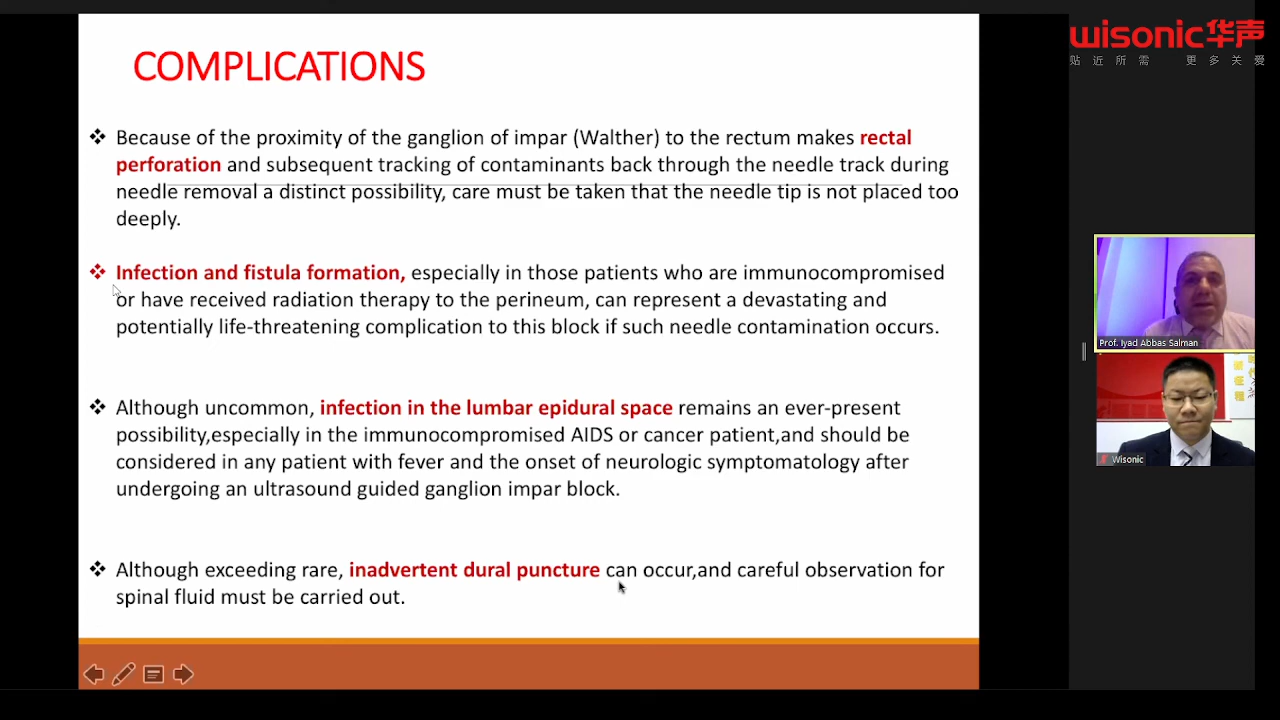 COMPLICATIONS
❖ Because of the proximity of the ganglion of impar (Walther) to the rectum makes rectal
perforation and subsequent tracking of contaminants back through the needle track during
needle removal a distinct possibility, care must be taken that the needle tip is not placed too
deeply.
❖ Infection and fistula formation, especially in those patients who are immunocompromised
or have received radiation therapy to the perineum, can represent a devastating and
potentially life-threatening complication to this block if such needle contamination occurs.
❖ Although uncommon, infection in the lumbar epidural space remains an ever-present
possibility,especially in the immunocompromised AIDS or cancer patient,and should be
considered in any patient with fever and the onset of neurologic symptomatology after
undergoing an ultrasound guided ganglion impar block.
❖ Although exceeding rare, inadvertent dural puncture can occur,and careful observation for
spinal fluid must be carried out.
wisonic华声
贴近所需 更多关爱
Prof. Iyad Abbas Salman
Wisonic